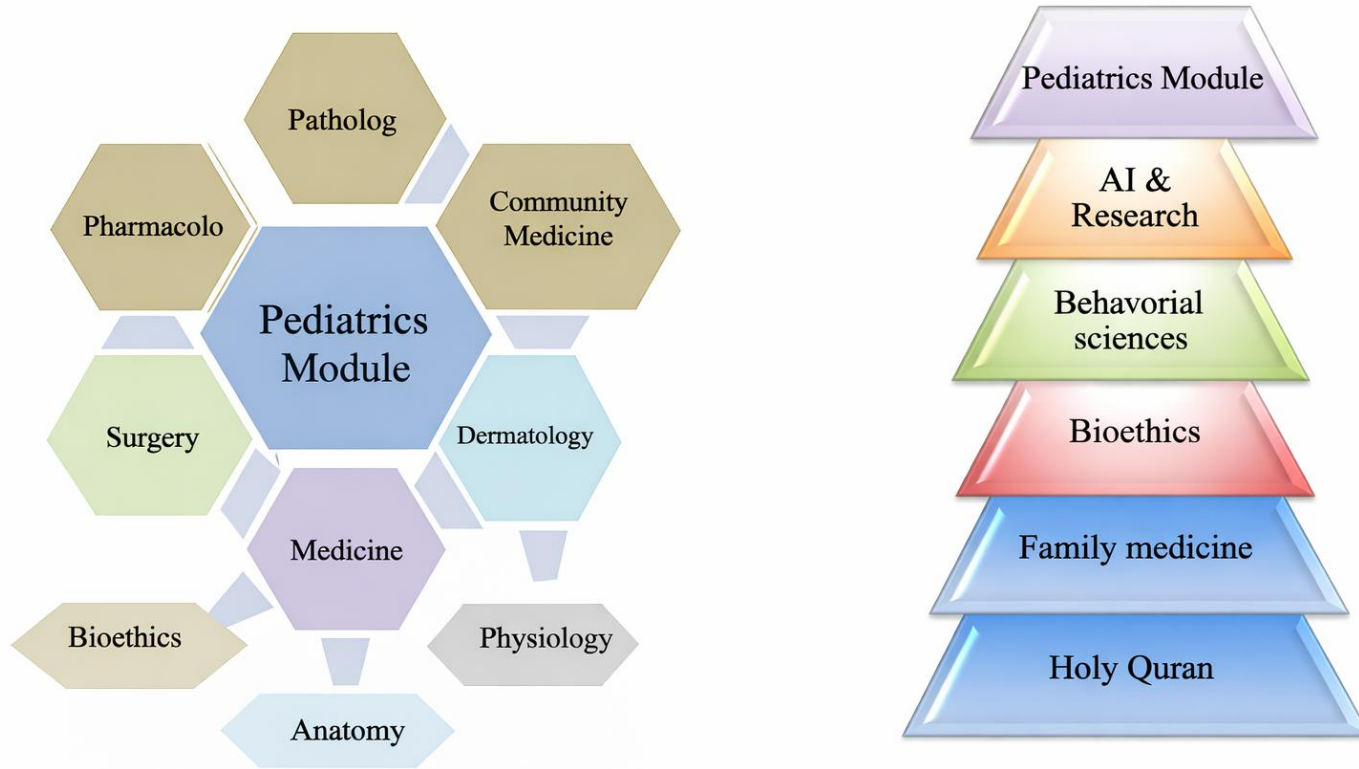 Patholog
Pharmacolo
Community
Medicine
Pediatrics
Module
Surgery
Dermatology
Medicine
Bioethics
Physiology
Anatomy
Pediatrics Module
AI &
Research
Behavorial
sciences
Bioethics
Family medicine
Holy Quran